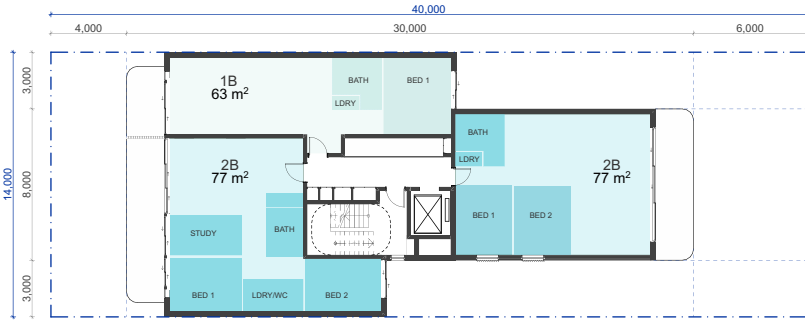 40,000
4,000
30,000
6,000
14,000
3,000
8,000
3,000
1B
63 m²
BATH
LDRY
BED 1
2B
77 m²
STUDY
BATH
BED 1
LDRY/WC
BED 2
BATH
LDRY
2B
77 m²
BED 1
BED 2